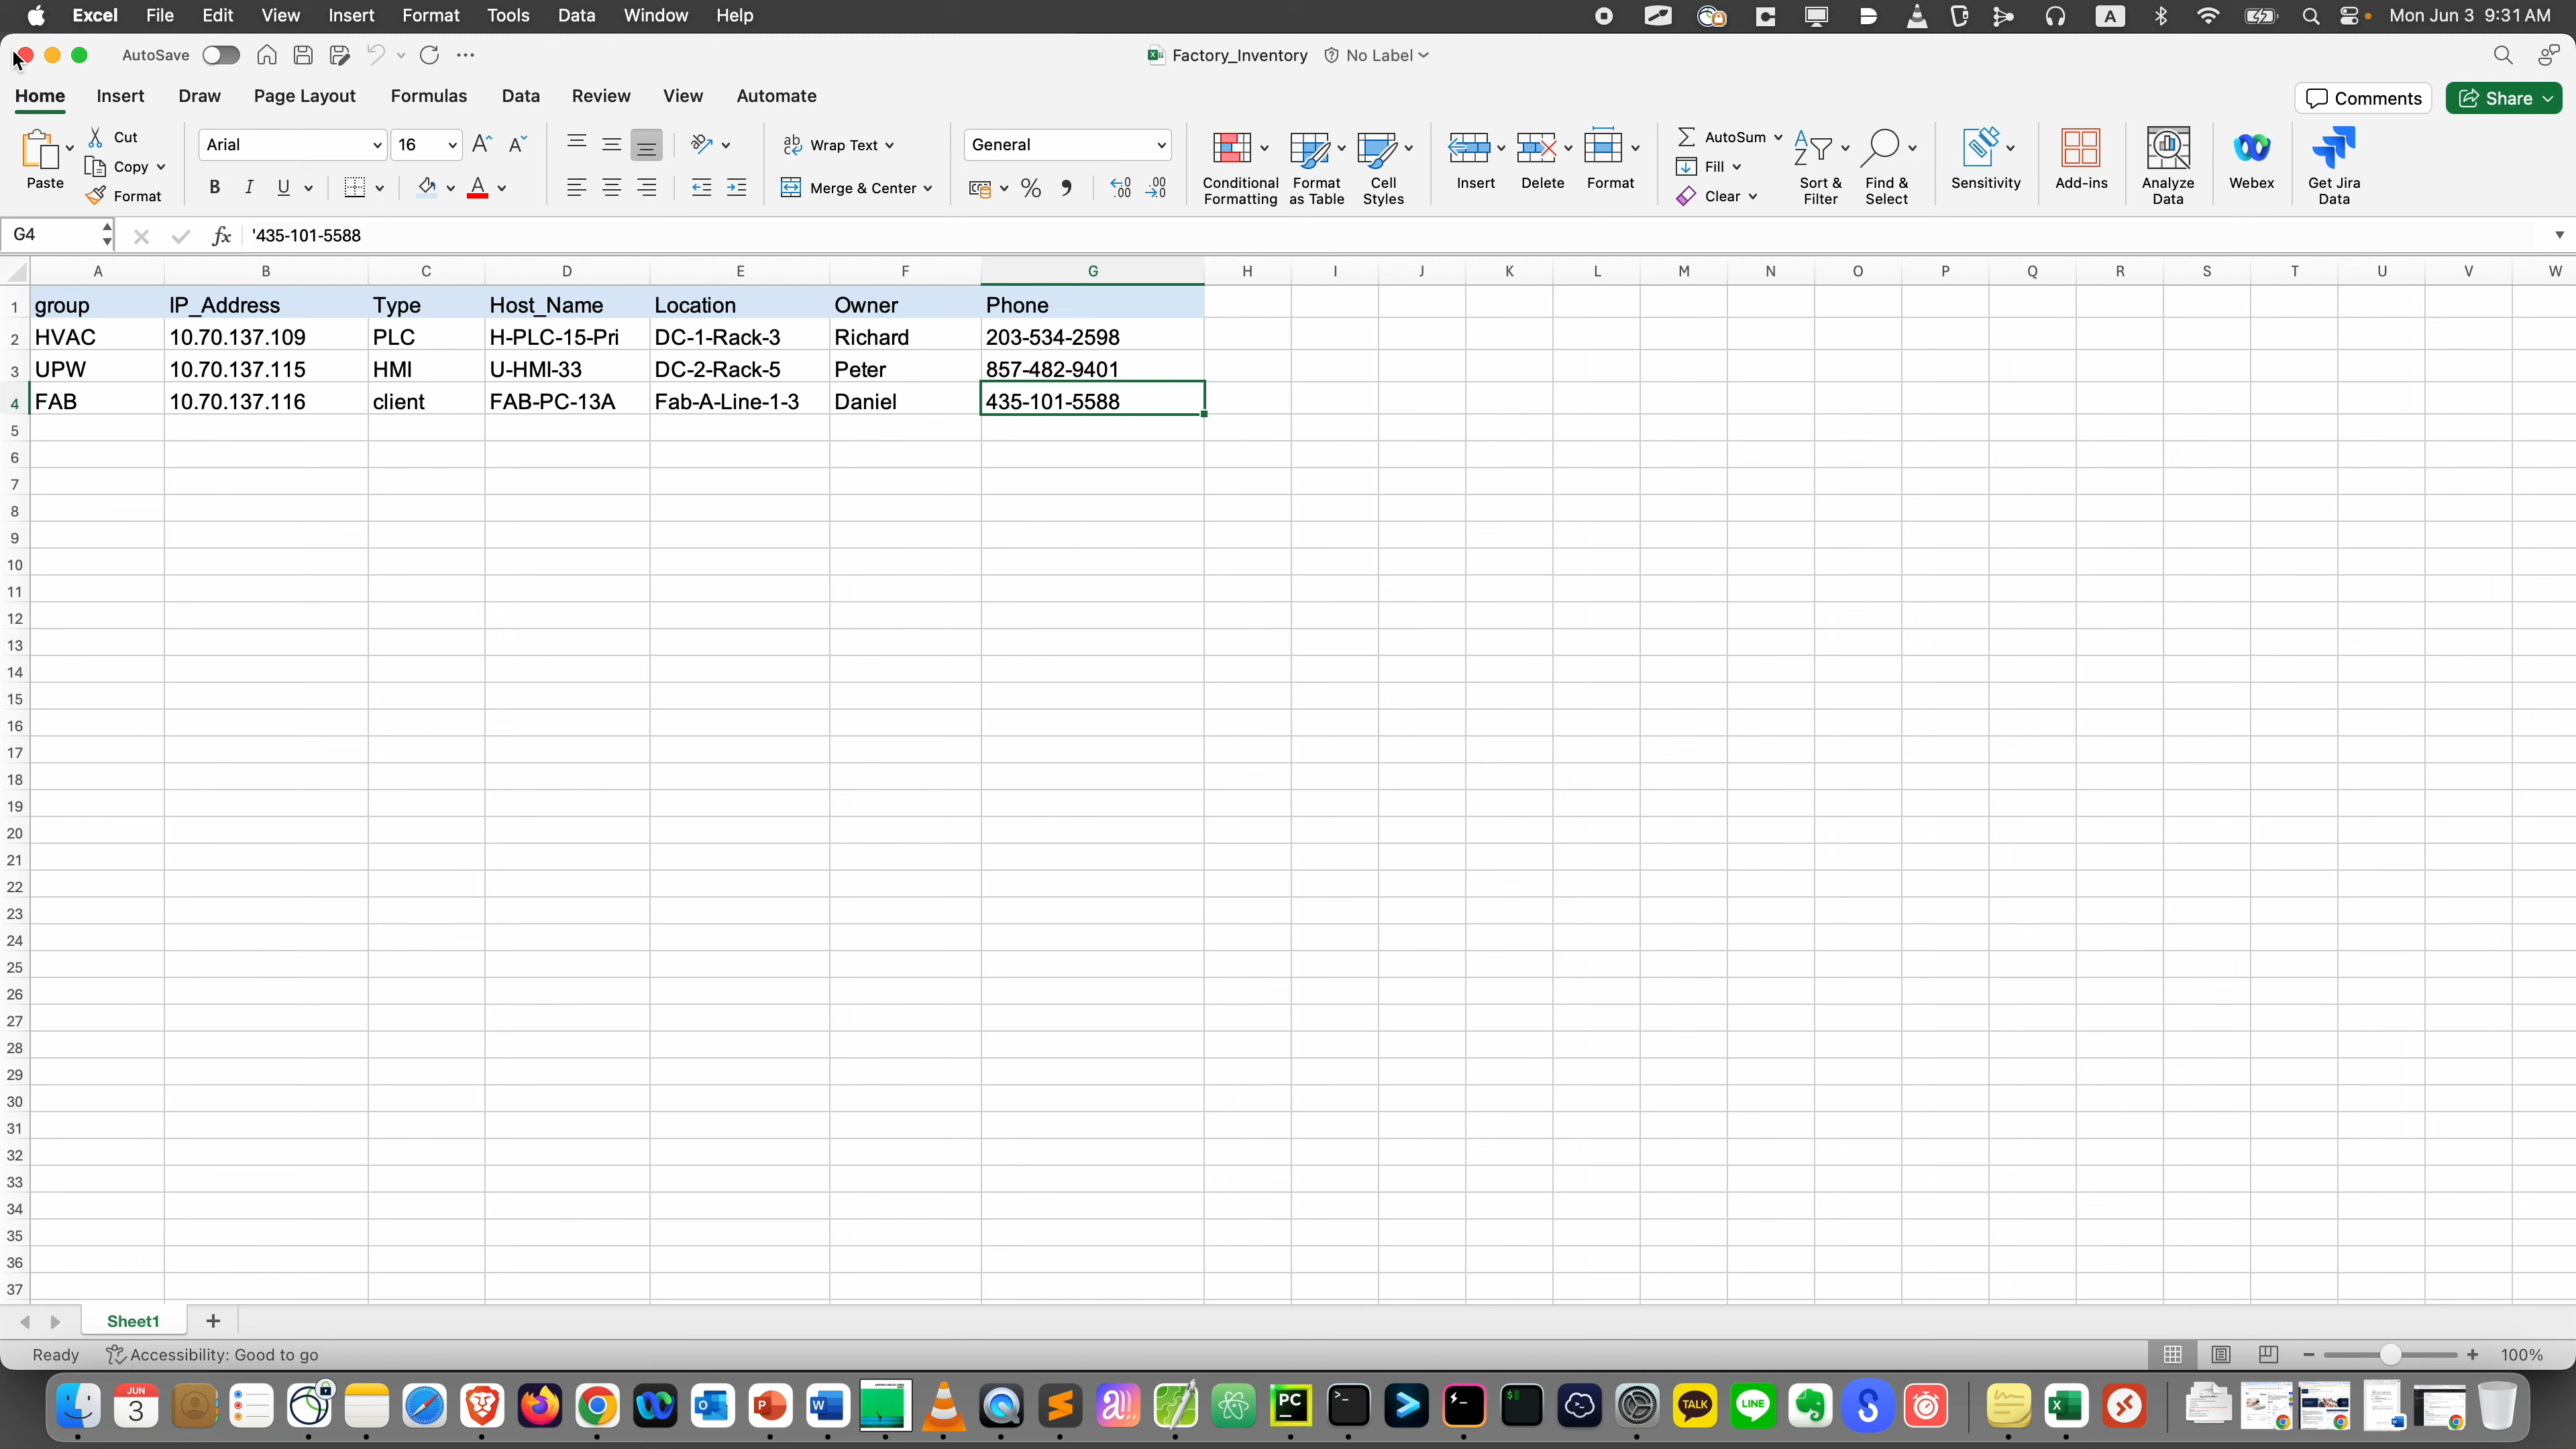 Excel File Edit View Insert Format Tools Data Window Help A Mon Jun 3 9:31 AM
AutoSave Factory_Inventory No Label
Home Insert Draw Page Layout Formulas Data Review View Automate Comments Share
Paste Cut Copy Format Arial 16 A A B I U A ab Wrap Text Merge & Center General % Conditional Formatting Format as Table Cell Styles Insert Delete Format AutoSum Fill Clear Sort & Filter Find & Select Sensitivity Add-ins Analyze Data Webex Get Jira Data
G4 fx '435-101-5588
A B C D E F G H I J K L M N O P Q R S T U V W
1 group IP_Address Type Host_Name Location Owner Phone
2 HVAC 10.70.137.109 PLC H-PLC-15-Pri DC-1-Rack-3 Richard 203-534-2598
3 UPW 10.70.137.115 HMI U-HMI-33 DC-2-Rack-5 Peter 857-482-9401
4 FAB 10.70.137.116 client FAB-PC-13A Fab-A-Line-1-3 Daniel 435-101-5588
5
6
7
8
9
10
11
12
13
14
15
16
17
18
19
20
21
22
23
24
25
26
27
28
29
30
31
32
33
34
35
36
37
Sheet1 +
Ready Accessibility: Good to go 100%
JUN 3 O P W PC TALK LINE X